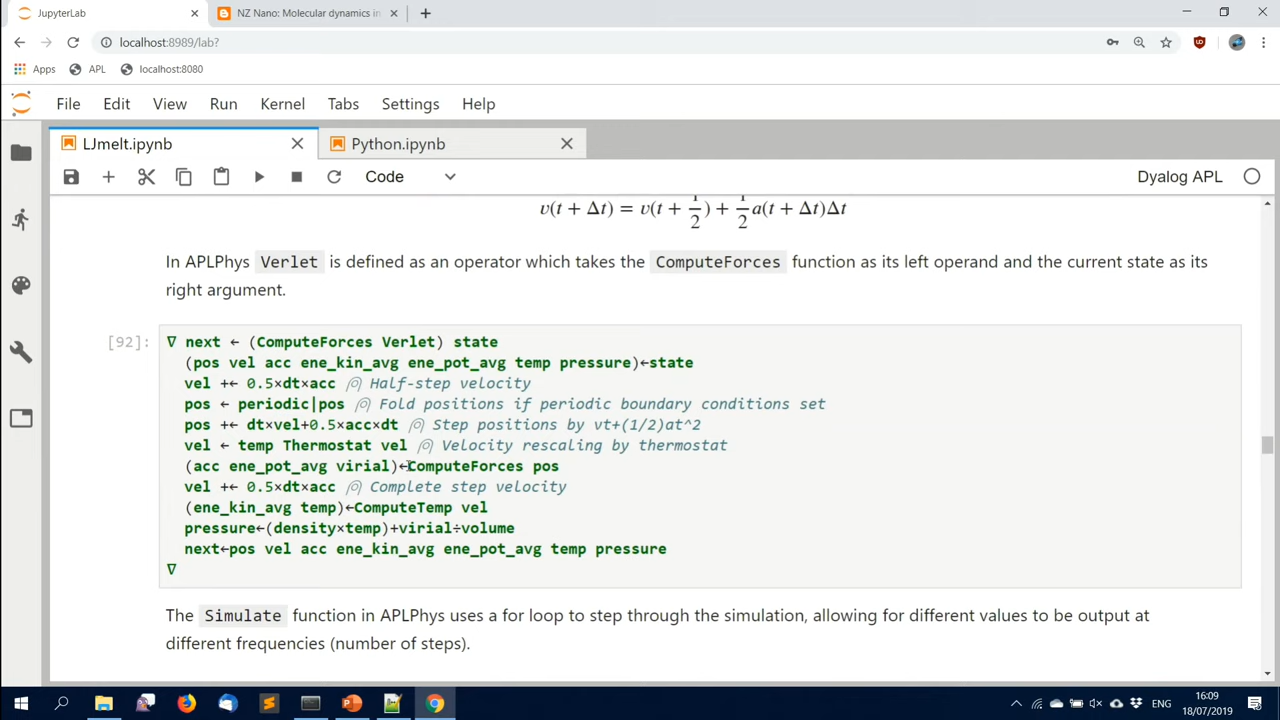 JupyterLab
NZ Nano: Molecular dynamics in
localhost:8989/lab?
Apps
APL
localhost:8080
File Edit View Run Kernel Tabs Settings Help
LJmelt.ipynb
Python.ipynb
Code
Dyalog APL
v(t + Δt) = v(t + 1/2) + 1/2 a(t + Δt)Δt
In APLPhys Verlet is defined as an operator which takes the ComputeForces function as its left operand and the current state as its
right argument.
[92]:
∇ next ← (ComputeForces Verlet) state
(pos vel acc ene_kin_avg ene_pot_avg temp pressure)←state
vel +← 0.5×dt×acc ⍝ Half-step velocity
pos ← periodic|pos ⍝ Fold positions if periodic boundary conditions set
pos +← dt×vel+0.5×acc×dt ⍝ Step positions by vt+(1/2)at^2
vel ← temp Thermostat vel ⍝ Velocity rescaling by thermostat
(acc ene_pot_avg virial)←ComputeForces pos
vel +← 0.5×dt×acc ⍝ Complete step velocity
(ene_kin_avg temp)←ComputeTemp vel
pressure←(density×temp)+virial÷volume
next←pos vel acc ene_kin_avg ene_pot_avg temp pressure
∇
The Simulate function in APLPhys uses a for loop to step through the simulation, allowing for different values to be output at
different frequencies (number of steps).
ENG
16:09
18/07/2019